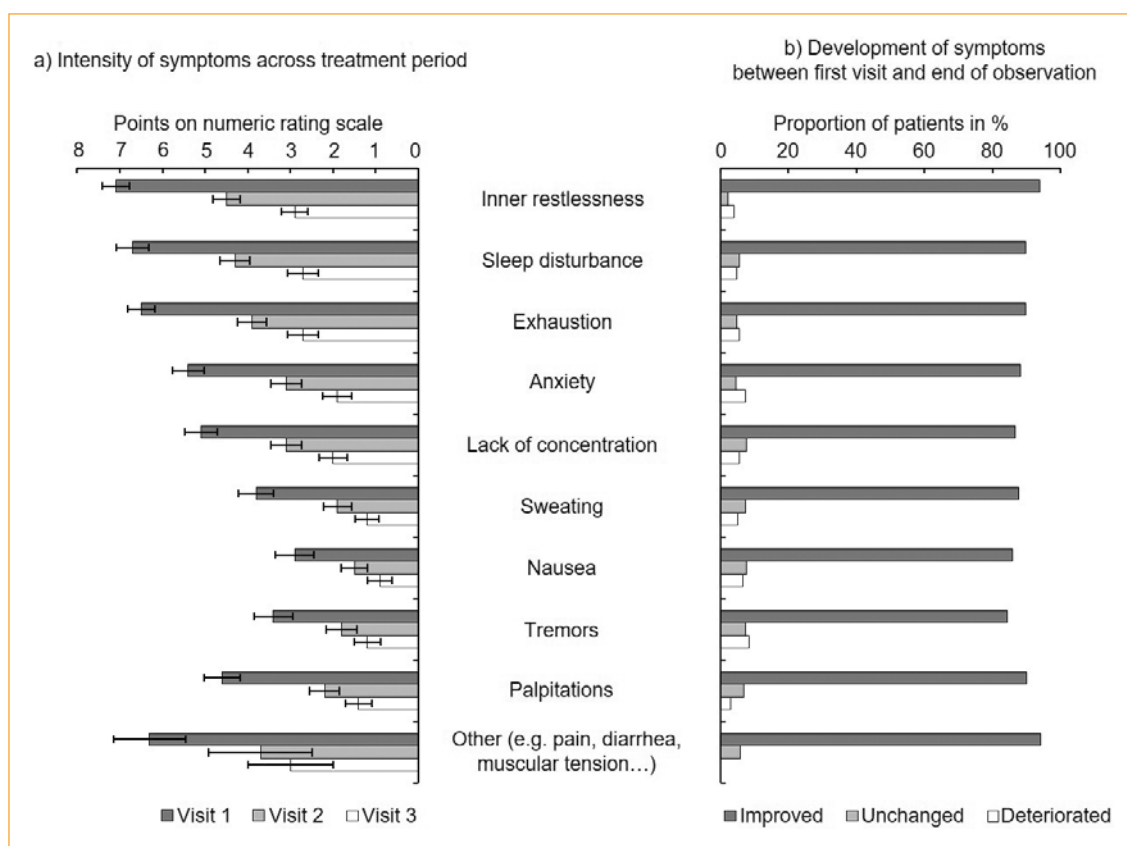 a) Intensity of symptoms across treatment period
b) Development of symptoms
between first visit and end of observation
Points on numeric rating scale
8 7 6 5 4 3 2 1 0
Proportion of patients in %
0 20 40 60 80 100
Inner restlessness
Sleep disturbance
Exhaustion
Anxiety
Lack of concentration
Sweating
Nausea
Tremors
Palpitations
Other (e.g. pain, diarrhea,
muscular tension…)
Visit 1 Visit 2 Visit 3
Improved Unchanged Deteriorated